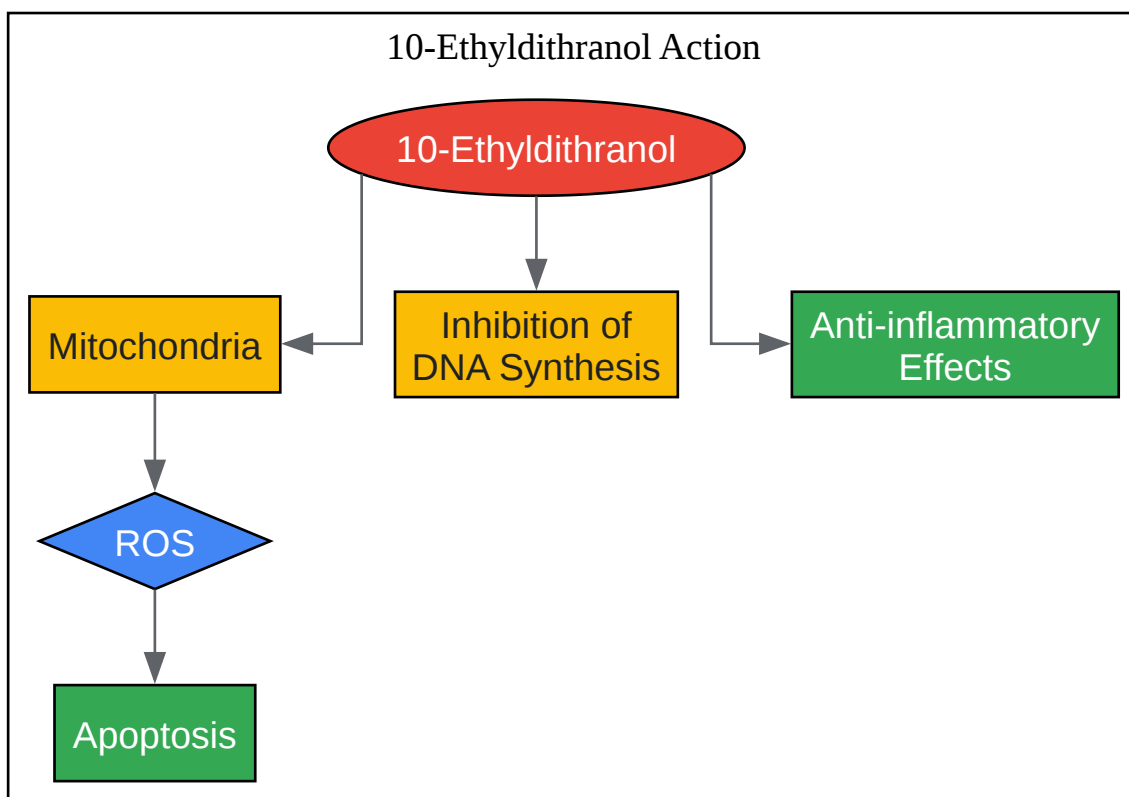 10-Ethyldithranol Action
10-Ethyldithranol
Mitochondria
Inhibition of
DNA Synthesis
Anti-inflammatory
Effects
ROS
Apoptosis